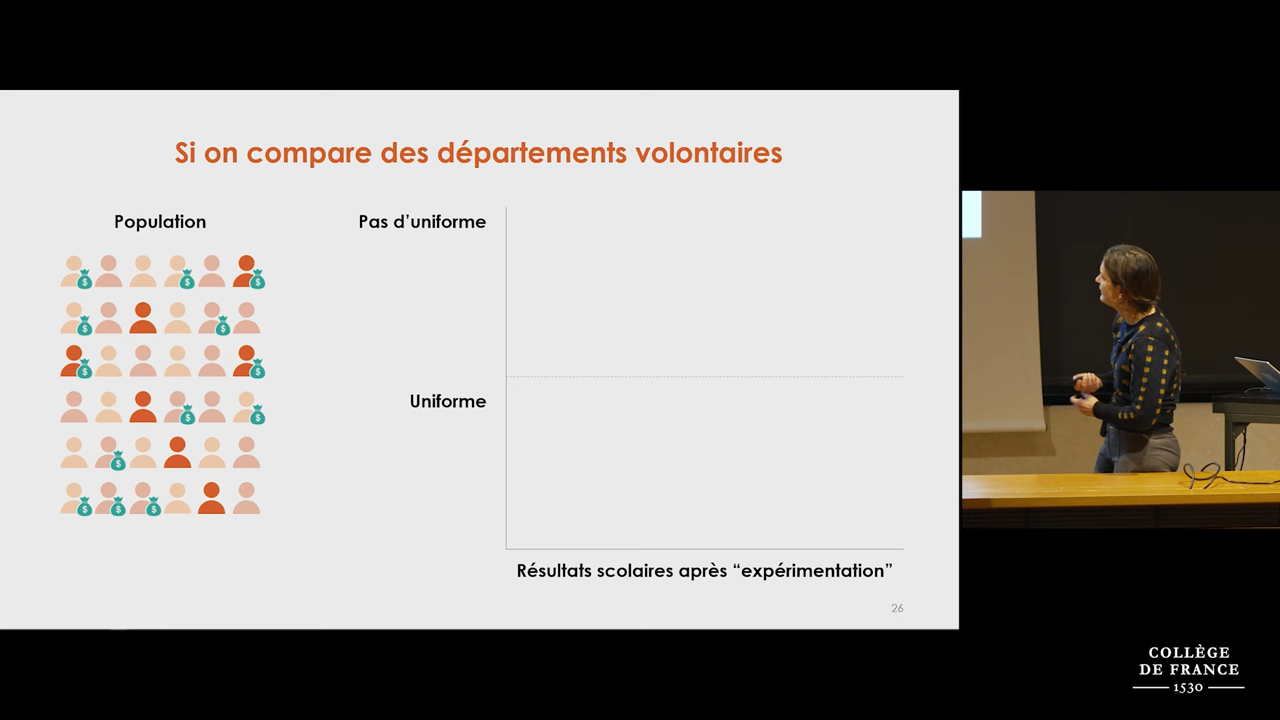 Si on compare des départements volontaires
Population
Pas d’uniforme
Uniforme
Résultats scolaires après “expérimentation”
26
COLLÈGE
DE FRANCE
1530